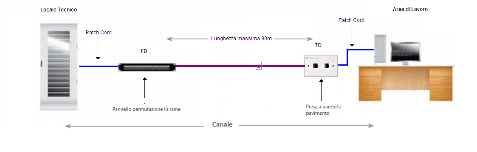 Locale Tecnico
Area di Lavoro
Patch Cord
Patch Cord
Lunghezza massima 90m
FD
TO
Pannello permutazione in rame
Presa a parete/a
pavimento
Canale